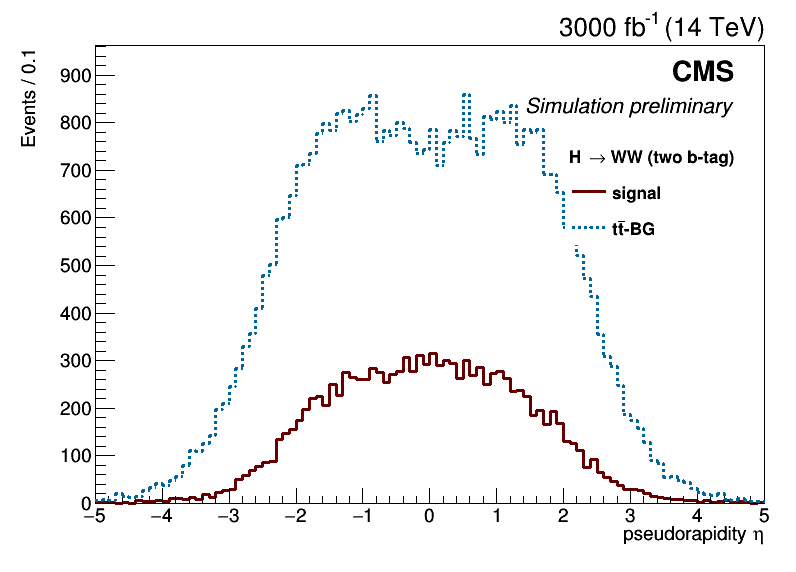 3000 fb⁻¹ (14 TeV)
CMS
Simulation preliminary
H → WW (two b-tag)
signal
tt̄-BG
Events / 0.1
900
800
700
600
500
400
300
200
100
0
−5 −4 −3 −2 −1 0 1 2 3 4 5
pseudorapidity η